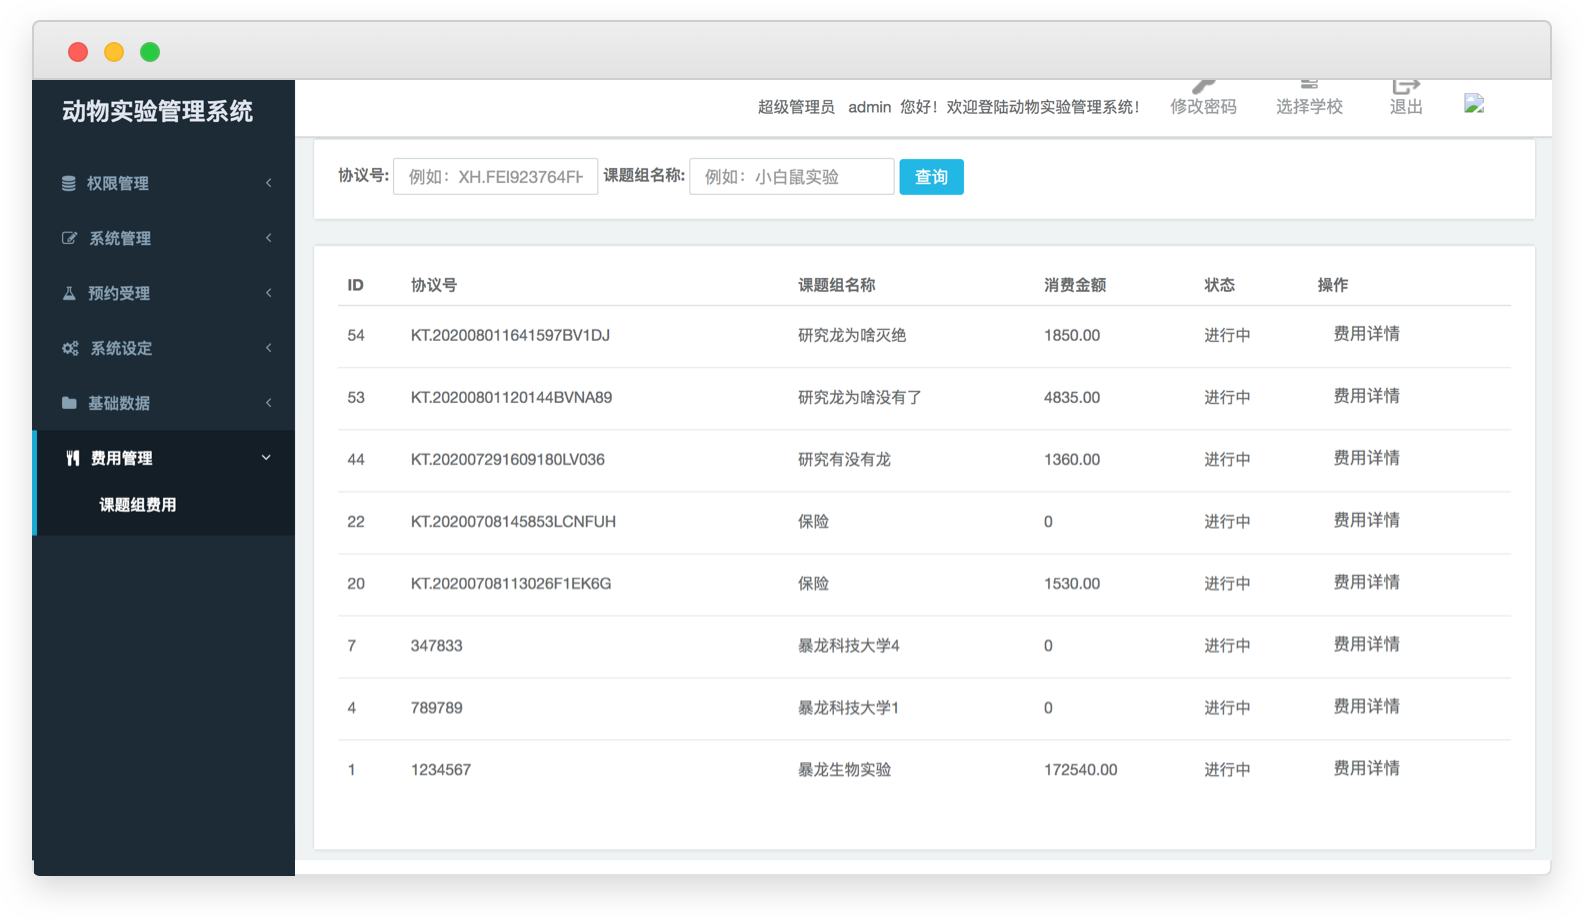 动物实验管理系统
超级管理员 admin 您好！欢迎登陆动物实验管理系统！
修改密码
选择学校
退出
权限管理
系统管理
预约受理
系统设定
基础数据
费用管理
课题组费用
协议号: 例如：XH.FEI923764FH 课题组名称: 例如：小白鼠实验 查询
ID 协议号 课题组名称 消费金额 状态 操作
54 KT.202008011641597BV1DJ 研究龙为啥灭绝 1850.00 进行中 费用详情
53 KT.20200801120144BVNA89 研究龙为啥没有了 4835.00 进行中 费用详情
44 KT.202007291609180LV036 研究有没有龙 1360.00 进行中 费用详情
22 KT.20200708145853LCNFUH 保险 0 进行中 费用详情
20 KT.20200708113026F1EK6G 保险 1530.00 进行中 费用详情
7 347833 暴龙科技大学4 0 进行中 费用详情
4 789789 暴龙科技大学1 0 进行中 费用详情
1 1234567 暴龙生物实验 172540.00 进行中 费用详情